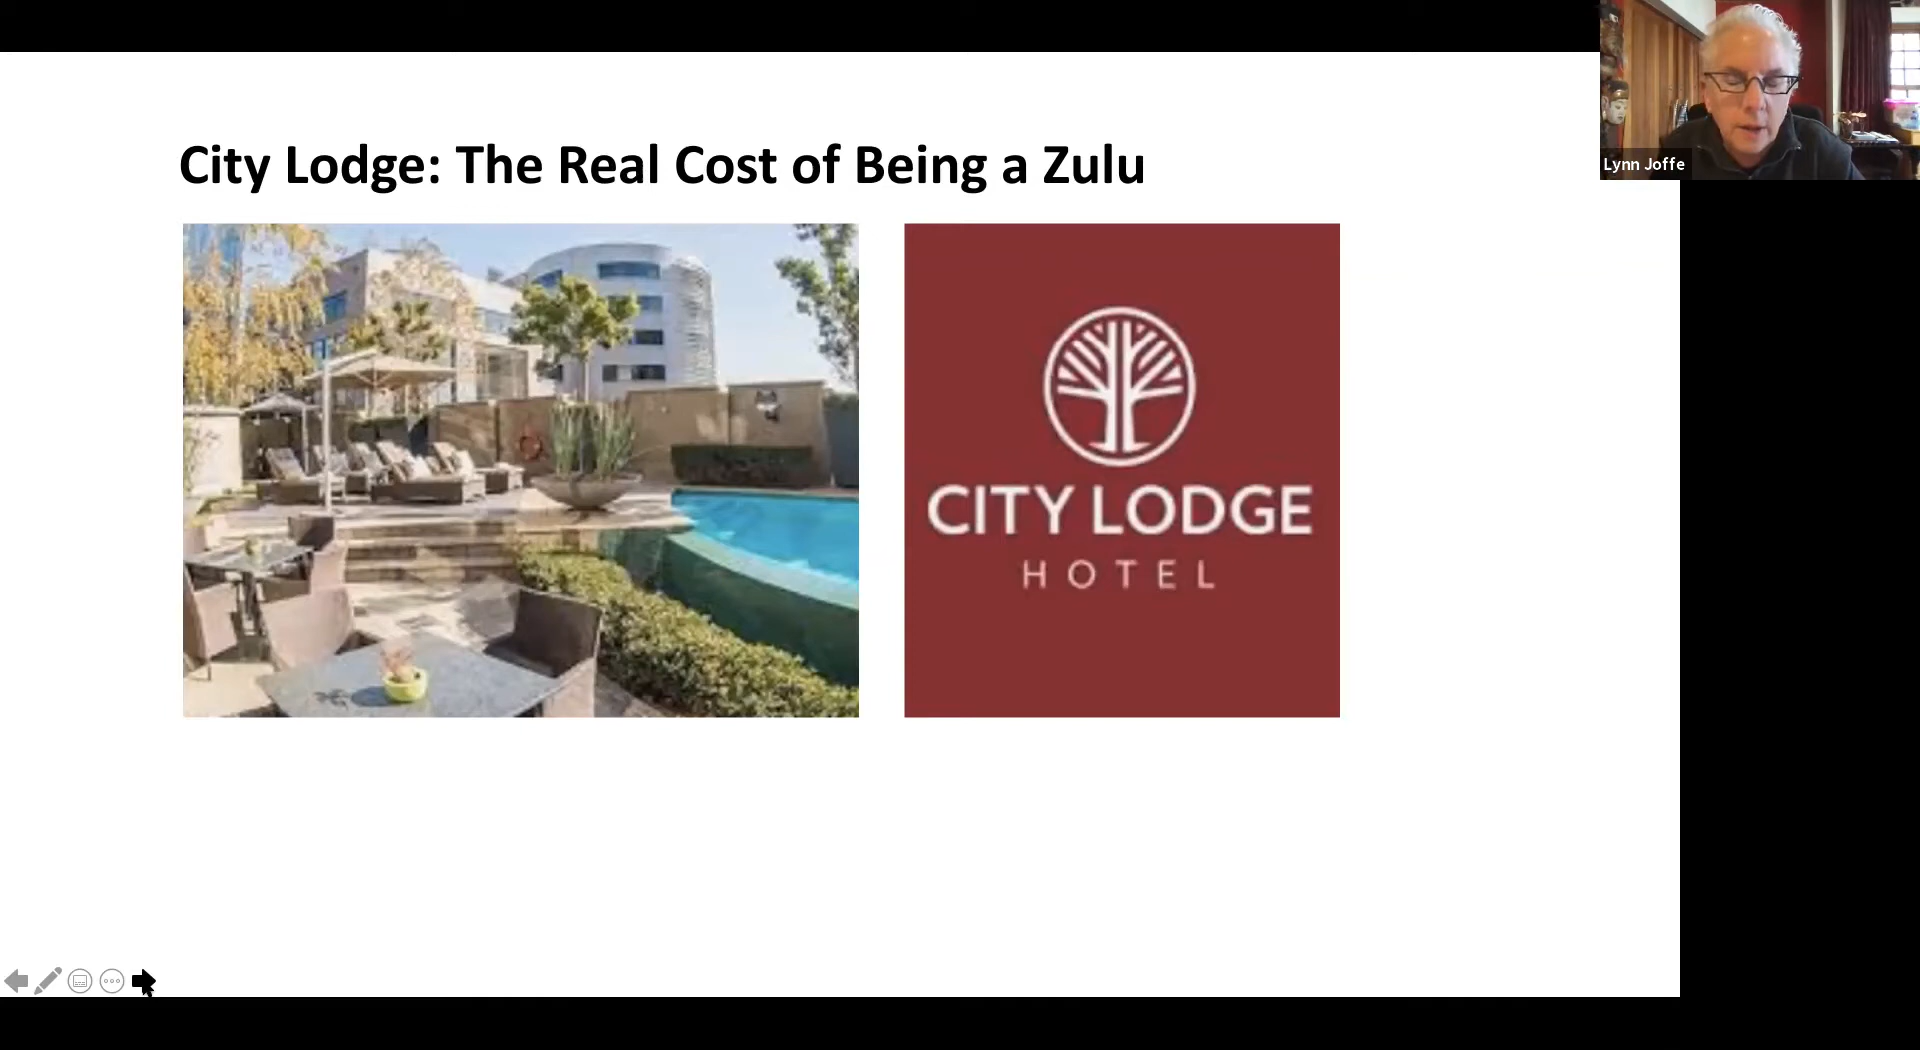 City Lodge: The Real Cost of Being a Zulu
CITY LODGE
HOTEL
Lynn Joffe